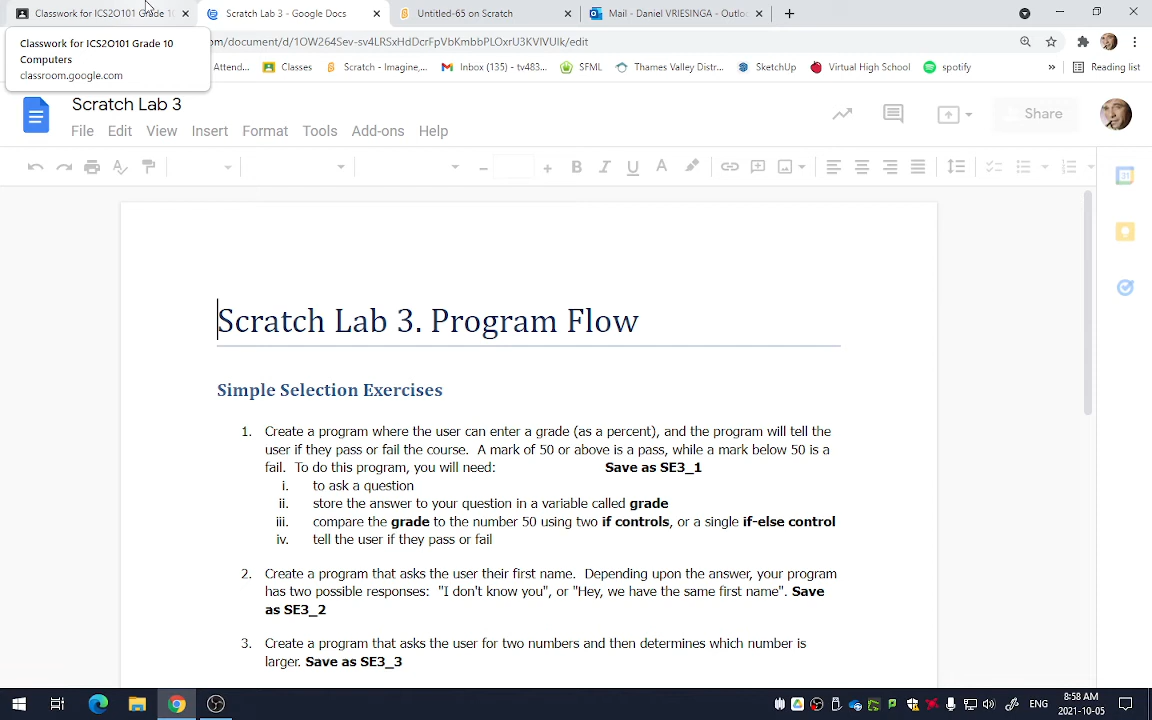 Classwork for ICS2O101 Grade 10
Scratch Lab 3 - Google Docs
Untitled-65 on Scratch
Mail - Daniel VRIESINGA - Outlo
Classwork for ICS2O101 Grade 10
Computers
classroom.google.com
om/document/d/1OW264Sev-sv4LRSxHdDcrFpVbKmbbPLOxrU3KVIVUlk/edit
Attend...
Classes
Scratch - Imagine,...
Inbox (135) - tv483...
SFML
Thames Valley Distr...
SketchUp
Virtual High School
spotify
»
Reading list
Scratch Lab 3
File Edit View Insert Format Tools Add-ons Help
Share
Scratch Lab 3. Program Flow
Simple Selection Exercises
1. Create a program where the user can enter a grade (as a percent), and the program will tell the
user if they pass or fail the course. A mark of 50 or above is a pass, while a mark below 50 is a
fail. To do this program, you will need: Save as SE3_1
i. to ask a question
ii. store the answer to your question in a variable called grade
iii. compare the grade to the number 50 using two if controls, or a single if-else control
iv. tell the user if they pass or fail
2. Create a program that asks the user their first name. Depending upon the answer, your program
has two possible responses: "I don't know you", or "Hey, we have the same first name". Save
as SE3_2
3. Create a program that asks the user for two numbers and then determines which number is
larger. Save as SE3_3
ENG
8:58 AM
2021-10-05